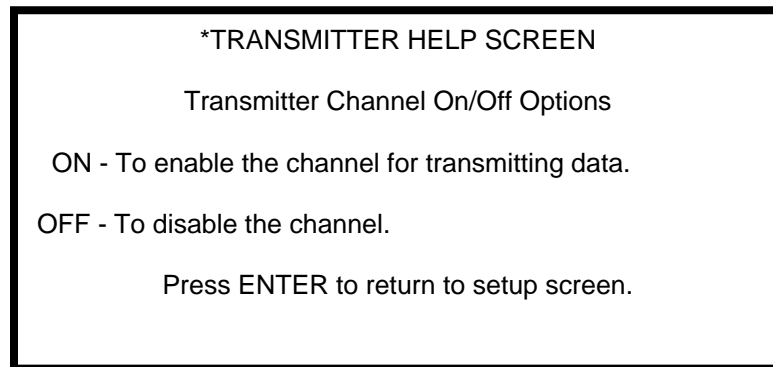 *TRANSMITTER HELP SCREEN
Transmitter Channel On/Off Options
ON - To enable the channel for transmitting data.
OFF - To disable the channel.
Press ENTER to return to setup screen.